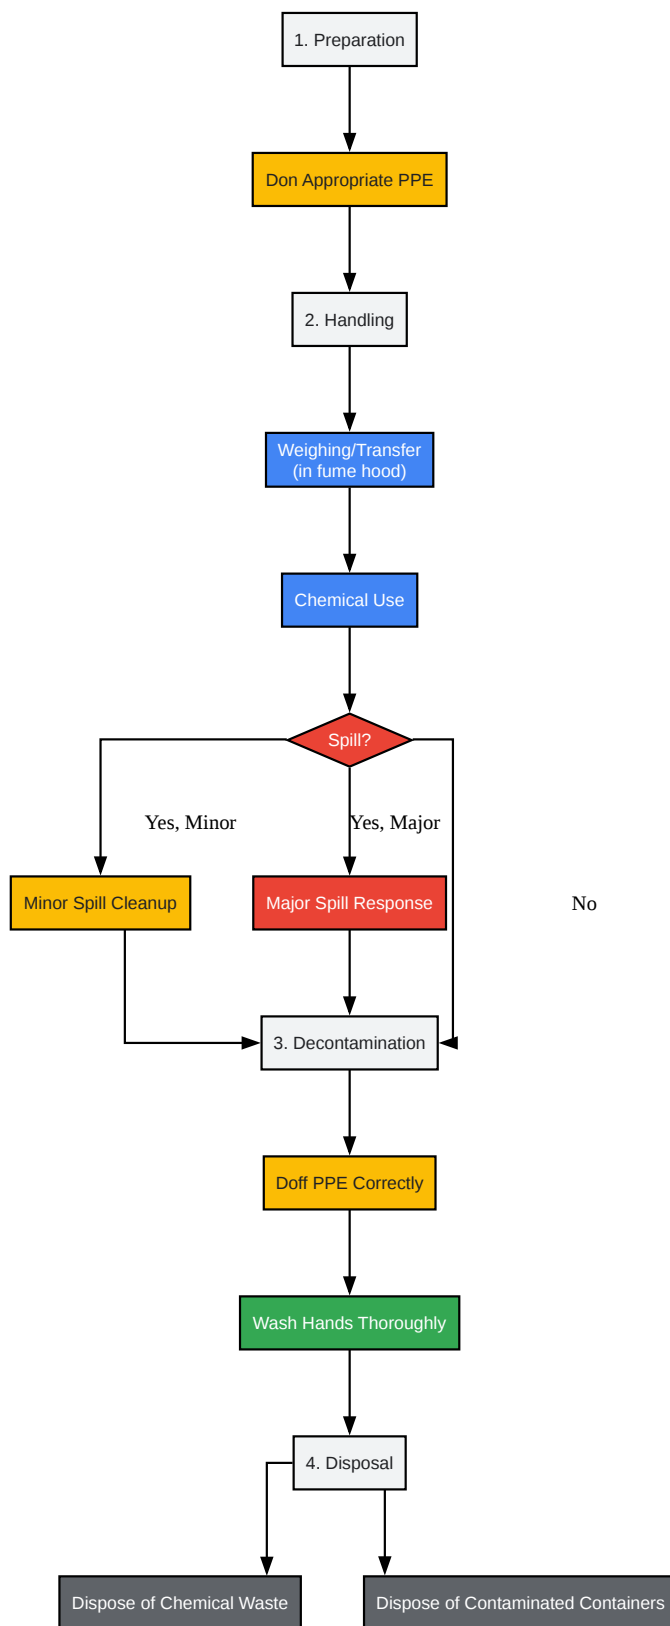 1. Preparation
Don Appropriate PPE
2. Handling
Weighing/Transfer
(in fume hood)
Chemical Use
Spill?
Yes, Minor
Yes, Major
Minor Spill Cleanup
Major Spill Response
No
3. Decontamination
Doff PPE Correctly
Wash Hands Thoroughly
4. Disposal
Dispose of Chemical Waste
Dispose of Contaminated Containers